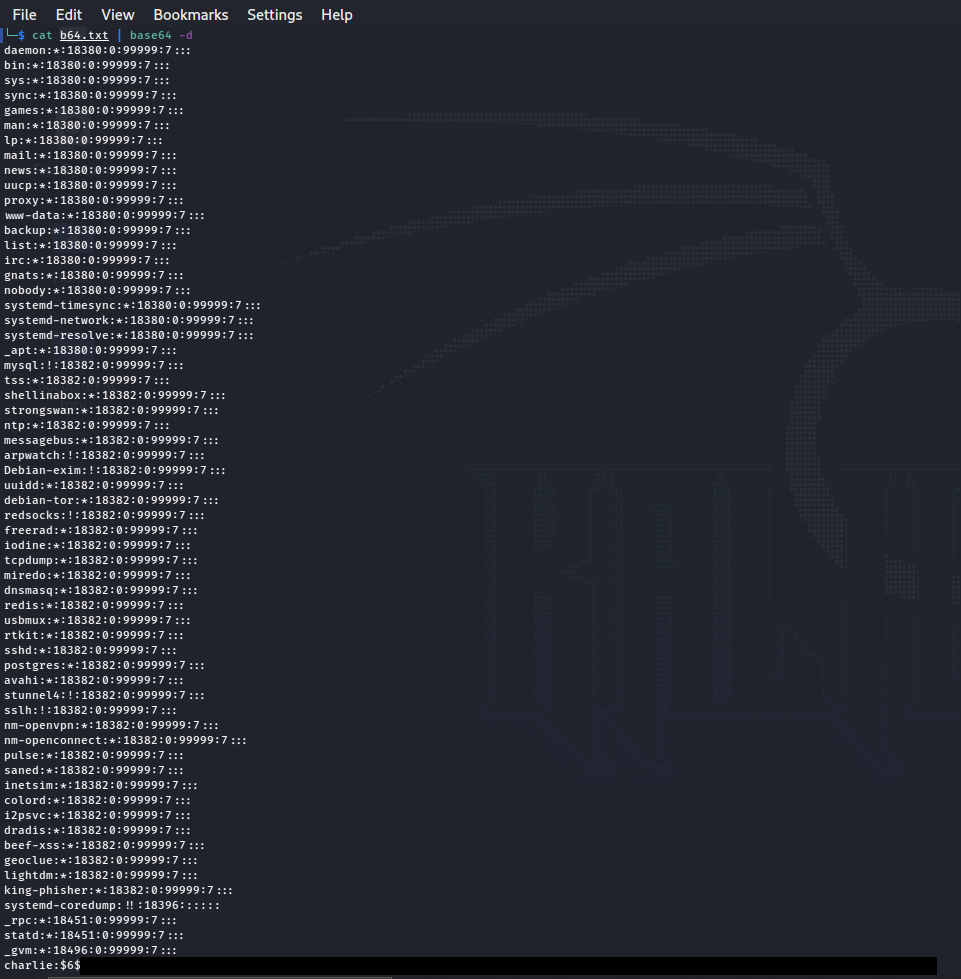 File Edit View Bookmarks Settings Help
└─$ cat b64.txt | base64 -d
daemon:*:18380:0:99999:7:::
bin:*:18380:0:99999:7:::
sys:*:18380:0:99999:7:::
sync:*:18380:0:99999:7:::
games:*:18380:0:99999:7:::
man:*:18380:0:99999:7:::
lp:*:18380:0:99999:7:::
mail:*:18380:0:99999:7:::
news:*:18380:0:99999:7:::
uucp:*:18380:0:99999:7:::
proxy:*:18380:0:99999:7:::
www-data:*:18380:0:99999:7:::
backup:*:18380:0:99999:7:::
list:*:18380:0:99999:7:::
irc:*:18380:0:99999:7:::
gnats:*:18380:0:99999:7:::
nobody:*:18380:0:99999:7:::
systemd-timesync:*:18380:0:99999:7:::
systemd-network:*:18380:0:99999:7:::
systemd-resolve:*:18380:0:99999:7:::
_apt:*:18380:0:99999:7:::
mysql:!:18382:0:99999:7:::
tss:*:18382:0:99999:7:::
shellinabox:*:18382:0:99999:7:::
strongswan:*:18382:0:99999:7:::
ntp:*:18382:0:99999:7:::
messagebus:*:18382:0:99999:7:::
arpwatch:!:18382:0:99999:7:::
Debian-exim:!:18382:0:99999:7:::
uuidd:*:18382:0:99999:7:::
debian-tor:*:18382:0:99999:7:::
redsocks:!:18382:0:99999:7:::
freerad:*:18382:0:99999:7:::
iodine:*:18382:0:99999:7:::
tcpdump:*:18382:0:99999:7:::
miredo:*:18382:0:99999:7:::
dnsmasq:*:18382:0:99999:7:::
redis:*:18382:0:99999:7:::
usbmux:*:18382:0:99999:7:::
rtkit:*:18382:0:99999:7:::
sshd:*:18382:0:99999:7:::
postgres:*:18382:0:99999:7:::
avahi:*:18382:0:99999:7:::
stunnel4:!:18382:0:99999:7:::
sslh:!:18382:0:99999:7:::
nm-openvpn:*:18382:0:99999:7:::
nm-openconnect:*:18382:0:99999:7:::
pulse:*:18382:0:99999:7:::
saned:*:18382:0:99999:7:::
inetsim:*:18382:0:99999:7:::
colord:*:18382:0:99999:7:::
i2psvc:*:18382:0:99999:7:::
dradis:*:18382:0:99999:7:::
beef-xss:*:18382:0:99999:7:::
geoclue:*:18382:0:99999:7:::
lightdm:*:18382:0:99999:7:::
king-phisher:*:18382:0:99999:7:::
systemd-coredump:!!:18396::::::
_rpc:*:18451:0:99999:7:::
statd:*:18451:0:99999:7:::
_gvm:*:18496:0:99999:7:::
charlie:$6$